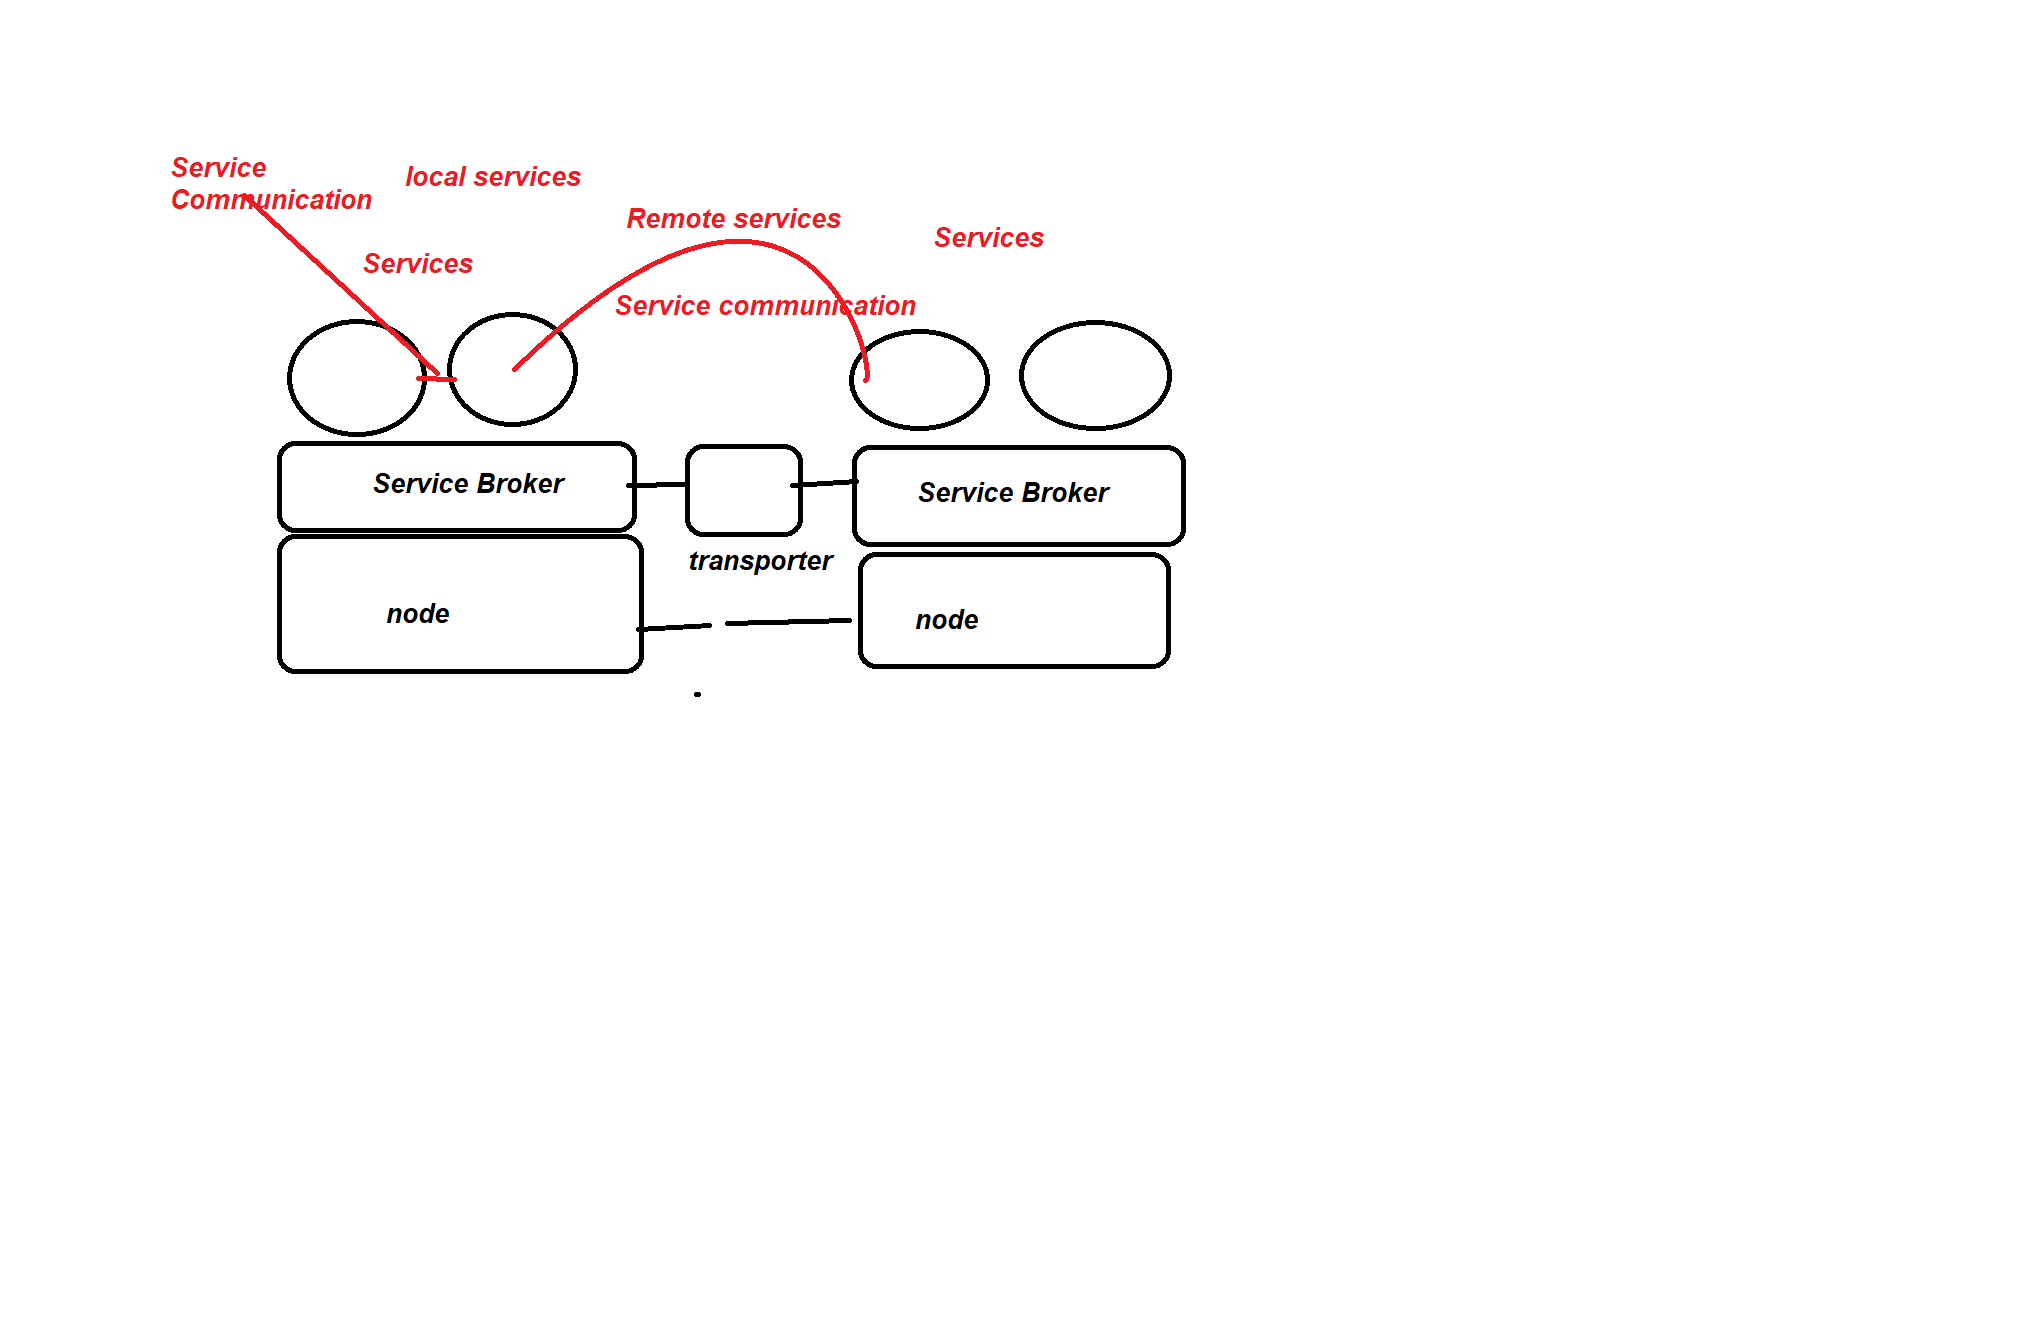 Service
Communication
local services
Remote services
Services
Services
Service communication
Service Broker
Service Broker
transporter
node
node